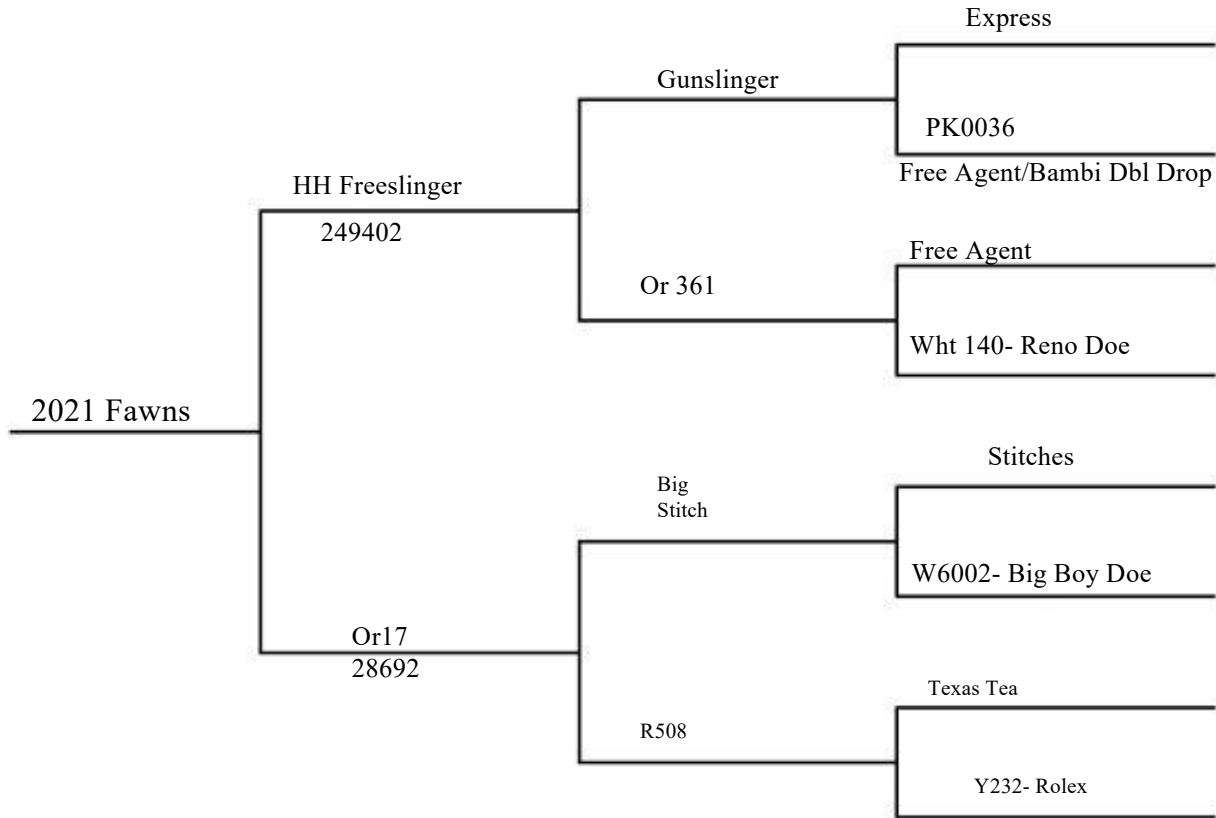 Express
Gunslinger
PK0036
Free Agent/Bambi Dbl Drop
HH Freeslinger
249402
Free Agent
Or 361
Wht 140- Reno Doe
2021 Fawns
Stitches
Big
Stitch
W6002- Big Boy Doe
Or17
28692
Texas Tea
R508
Y232- Rolex